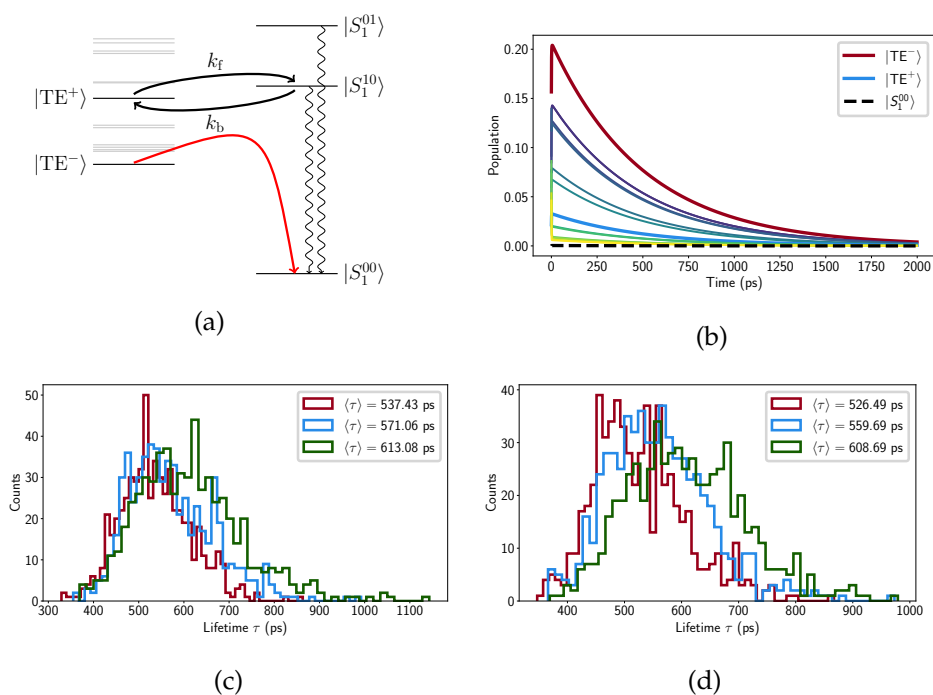 |S₁⁰¹⟩
k_f
|S₁¹⁰⟩
|TE⁺⟩
k_b
|TE⁻⟩
|S₁⁰⁰⟩
(a)
|TE⁻⟩
|TE⁺⟩
|S₁⁰⁰⟩
Population
0.20
0.15
0.10
0.05
0.00
0 250 500 750 1000 1250 1500 1750 2000
Time (ps)
(b)
⟨τ⟩ = 537.43 ps
⟨τ⟩ = 571.06 ps
⟨τ⟩ = 613.08 ps
Counts
50
40
30
20
10
0
300 400 500 600 700 800 900 1000 1100
Lifetime τ (ps)
(c)
⟨τ⟩ = 526.49 ps
⟨τ⟩ = 559.69 ps
⟨τ⟩ = 608.69 ps
Counts
40
30
20
10
0
400 500 600 700 800 900 1000
Lifetime τ (ps)
(d)